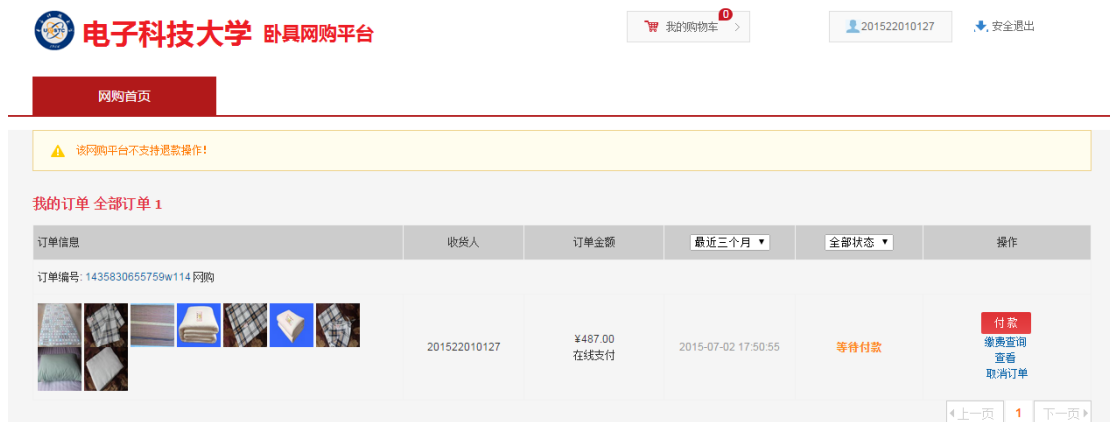 电子科技大学 卧具网购平台
我的购物车
0
201522010127
安全退出
网购首页
该网购平台不支持退款操作!
我的订单 全部订单 1
订单信息 收货人 订单金额 最近三个月 全部状态 操作
订单编号: 1435830655759w114 网购
201522010127
¥487.00
在线支付
2015-07-02 17:50:55
等待付款
付款
缴费查询
查看
取消订单
上一页 1 下一页